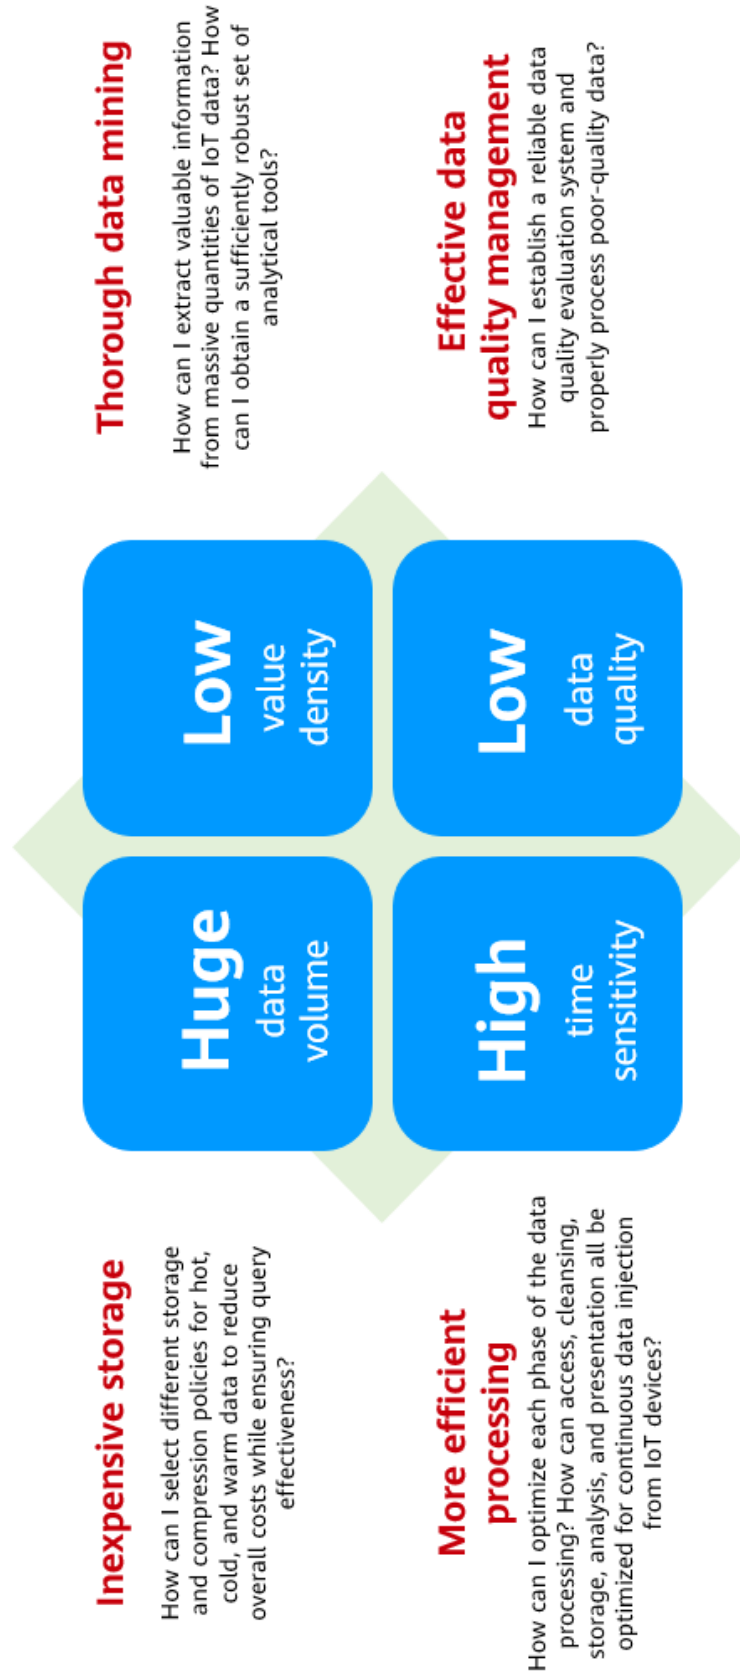 Inexpensive storage
How can I select different storage
and compression policies for hot,
cold, and warm data to reduce
overall costs while ensuring query
effectiveness?
Huge
data
volume
Low
value
density
Thorough data mining
How can I extract valuable information
from massive quantities of IoT data? How
can I obtain a sufficiently robust set of
analytical tools?
More efficient
processing
How can I optimize each phase of the data
processing? How can access, cleansing,
storage, analysis, and presentation all be
optimized for continuous data injection
from IoT devices?
High
time
sensitivity
Low
data
quality
Effective data
quality management
How can I establish a reliable data
quality evaluation system and
properly process poor-quality data?